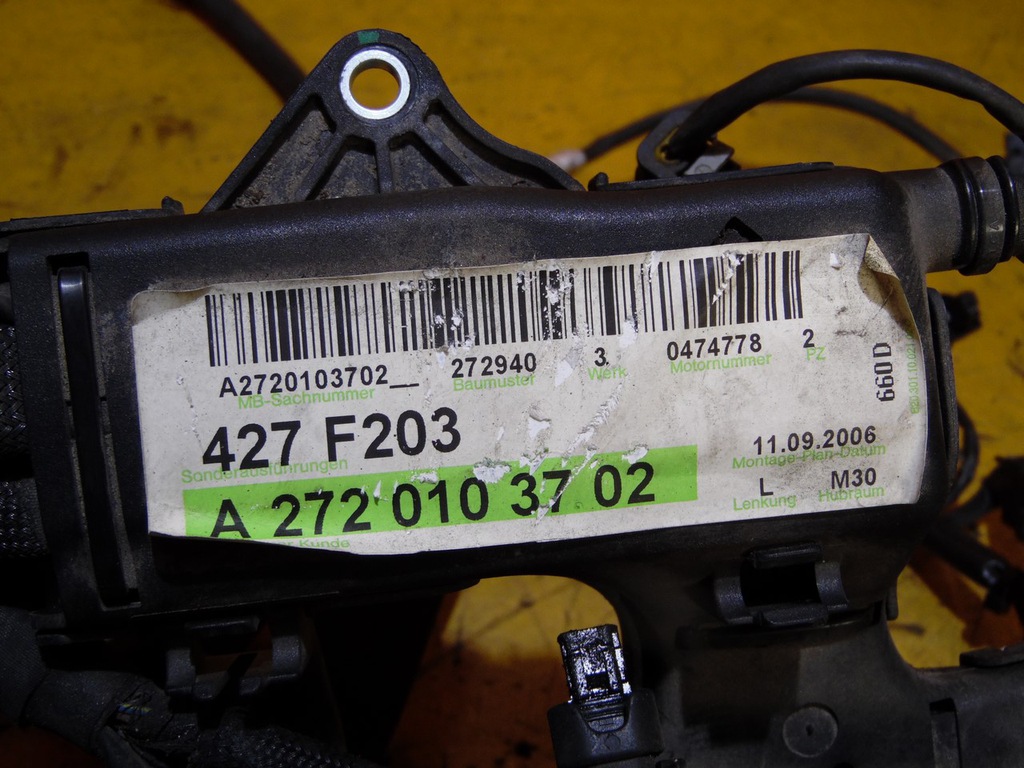 A2720103702__ 272940 3 0474778 2
MB-Sachnummer Baumuster Werk Motornummer PZ
660D
427 F203
Sonderausführungen
11.09.2006
Montage-Plan-Datum
A 272 010 37 02
L M30
Lenkung Hubraum
Kunde